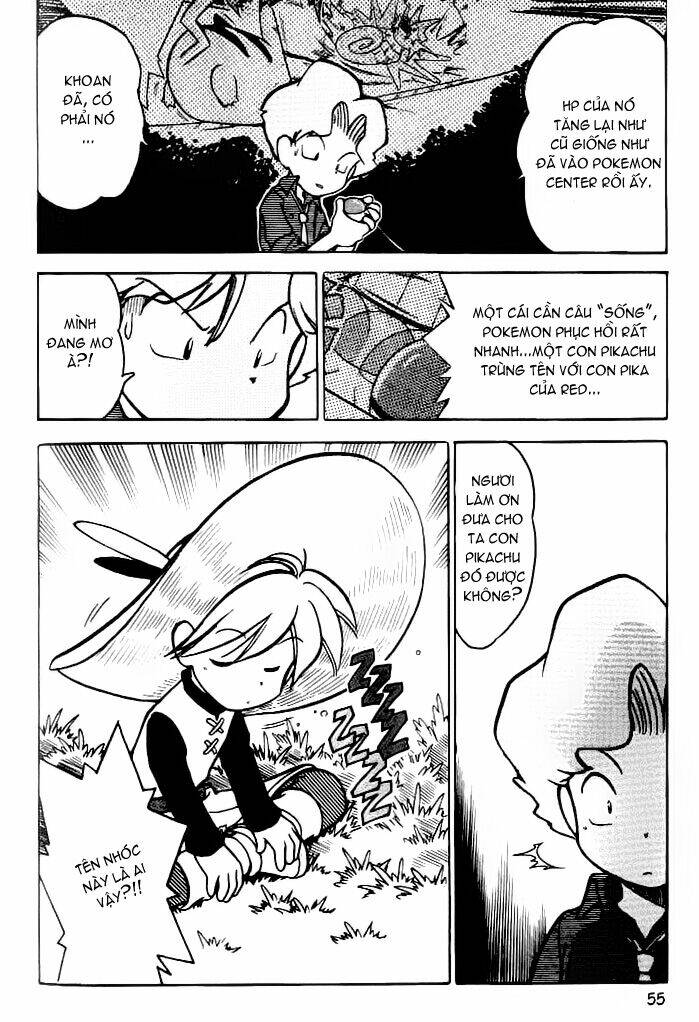 KHOAN
ĐÃ, CÓ
PHẢI NÓ
...
HP CỦA NÓ
TĂNG LẠI NHƯ
CŨ GIỐNG NHƯ
ĐÃ VÀO POKEMON
CENTER RỒI ẤY.
MÌNH
ĐANG MƠ
À?!
MỘT CÁI CẦN CÂU "SỐNG",
POKEMON PHỤC HỒI RẤT
NHANH...MỘT CON PIKACHU
TRÙNG TÊN VỚI CON PIKA
CỦA RED...
NGƯƠI
LÀM ƠN
ĐƯA CHO
TA CON
PIKACHU
ĐÓ ĐƯỢC
KHÔNG?
ZZZ
ZZZ
TÊN NHÓC
NÀY LÀ AI
VẬY?!!
55